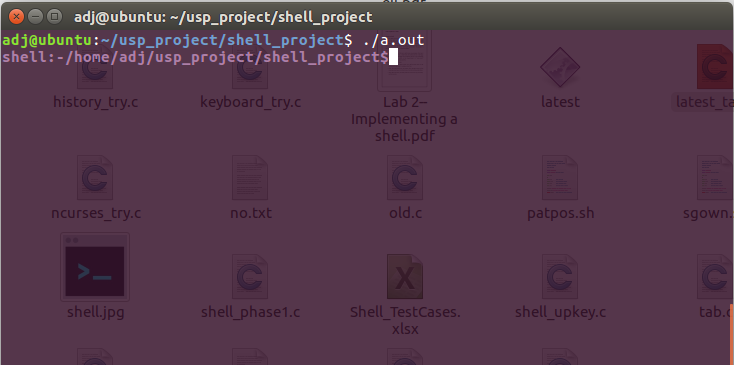 adj@ubuntu: ~/usp_project/shell_project
adj@ubuntu:~/usp_project/shell_project$ ./a.out
shell:-/home/adj/usp_project/shell_project$
history_try.c
keyboard_try.c
Lab 2–
Implementing a
shell.pdf
latest
latest_ta
ncurses_try.c
no.txt
old.c
patpos.sh
sgown.
shell.jpg
shell_phase1.c
Shell_TestCases.
xlsx
shell_upkey.c
tab.c